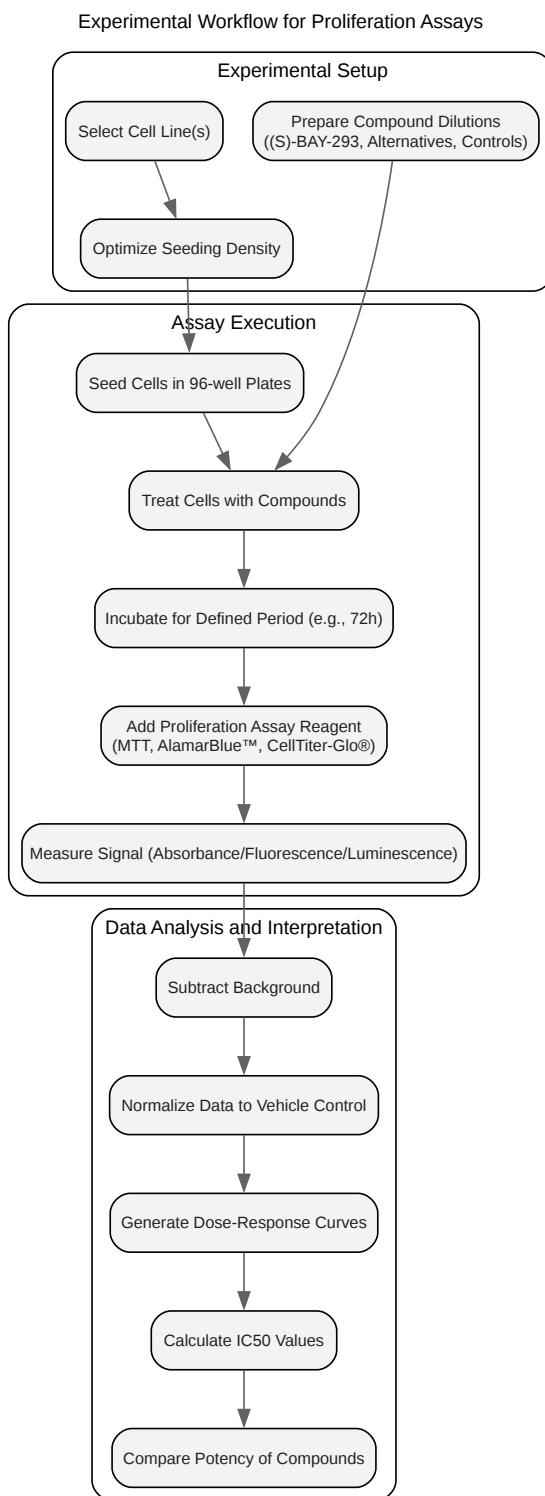 Experimental Workflow for Proliferation Assays
Experimental Setup
Select Cell Line(s)
Prepare Compound Dilutions
((S)-BAY-293, Alternatives, Controls)
Optimize Seeding Density
Assay Execution
Seed Cells in 96-well Plates
Treat Cells with Compounds
Incubate for Defined Period (e.g., 72h)
Add Proliferation Assay Reagent
(MTT, AlamarBlue™, CellTiter-Glo®)
Measure Signal (Absorbance/Fluorescence/Luminescence)
Data Analysis and Interpretation
Subtract Background
Normalize Data to Vehicle Control
Generate Dose-Response Curves
Calculate IC50 Values
Compare Potency of Compounds